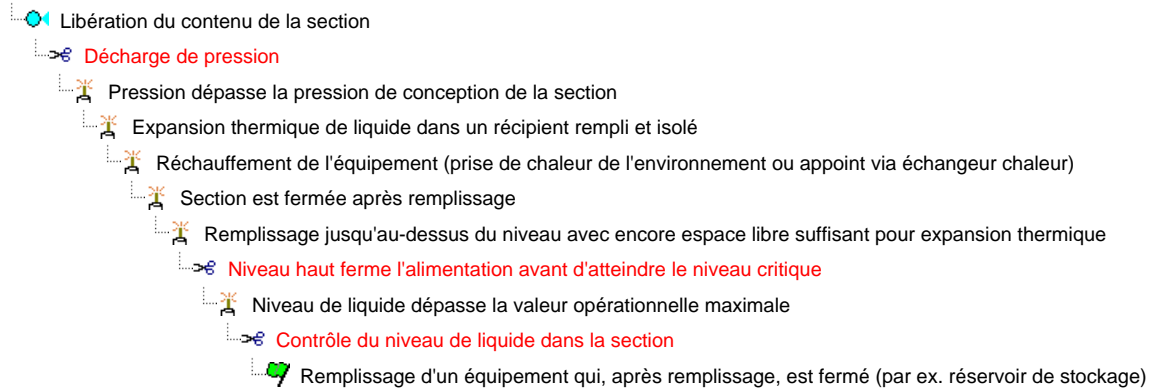 Libération du contenu de la section
Décharge de pression
Pression dépasse la pression de conception de la section
Expansion thermique de liquide dans un récipient rempli et isolé
Réchauffement de l'équipement (prise de chaleur de l'environnement ou appoint via échangeur chaleur)
Section est fermée après remplissage
Remplissage jusqu'au-dessus du niveau avec encore espace libre suffisant pour expansion thermique
Niveau haut ferme l'alimentation avant d'atteindre le niveau critique
Niveau de liquide dépasse la valeur opérationnelle maximale
Contrôle du niveau de liquide dans la section
Remplissage d'un équipement qui, après remplissage, est fermé (par ex. réservoir de stockage)